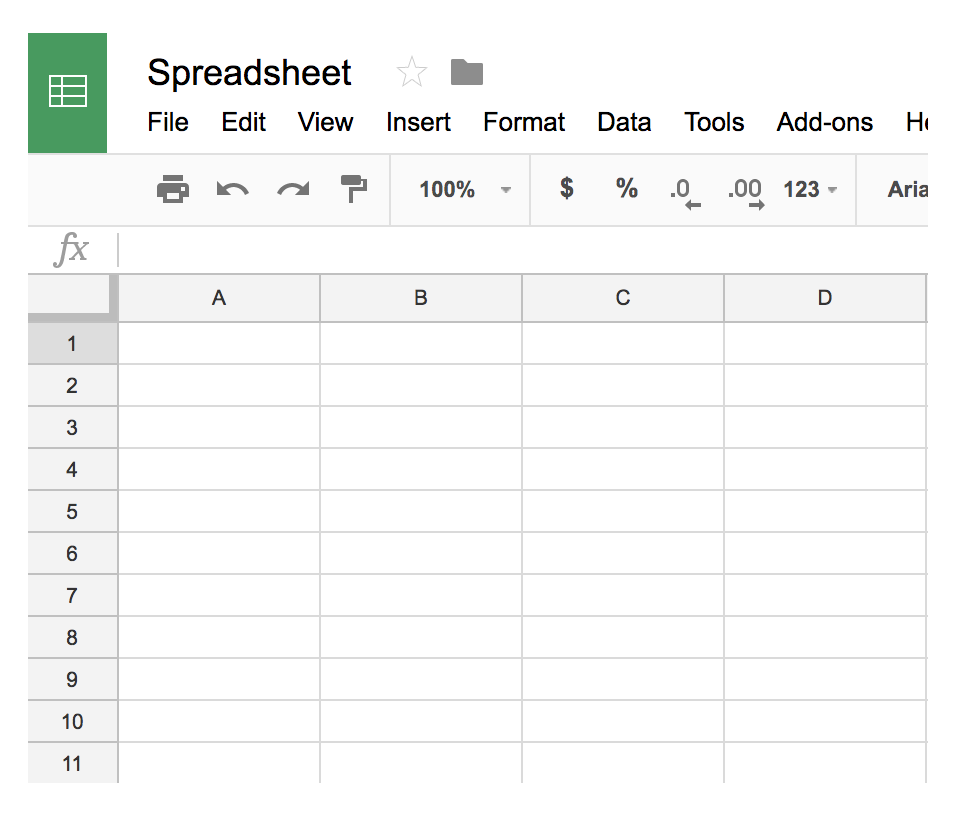 Spreadsheet
File Edit View Insert Format Data Tools Add-ons He
100% $ % .0 .00 123 Aria
fx
A B C D
1
2
3
4
5
6
7
8
9
10
11